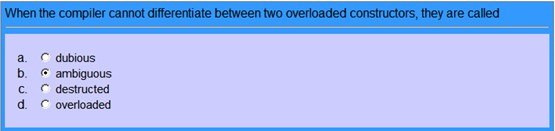 When the compiler cannot differentiate between two overloaded constructors, they are called
a. dubious
b. ambiguous
c. destructed
d. overloaded